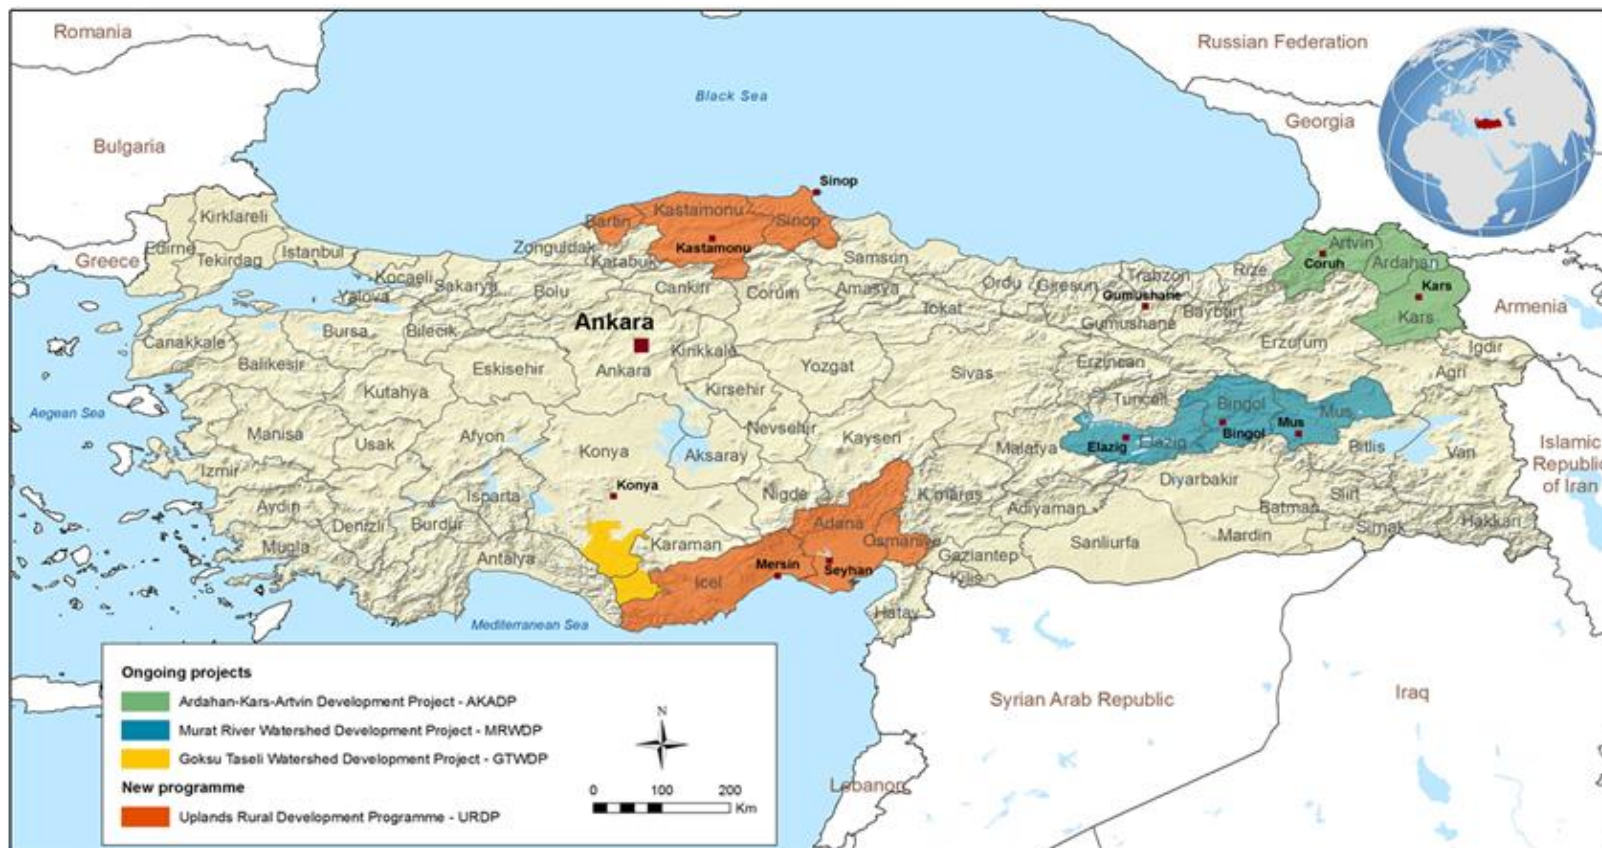 Romania
Russian Federation
Black Sea
Georgia
Bulgaria
Sinop
Kirklareli
Bartin
Kastamonu
Sinop
Edirne
Istanbul
Zonguldak
Kastamonu
Artvin
Greece
Tekirdag
Karabuk
Samsun
Coruh
Ardahan
Kocaeli
Sakarya
Bolu
Cankiri
Corum
Amasya
Ordu
Giresun
Trabzon
Rize
Kars
Yalova
Tokat
Gumushane
Armenia
Bayburt
Kars
Ankara
Gumushane
Canakkale
Bursa
Bilecik
Kirikkale
Erzurum
Igdir
Balikesir
Eskisehir
Ankara
Yozgat
Sivas
Erzincan
Agri
Kutahya
Kirsehir
Tunceli
Bingol
Mus
Aegean Sea
Manisa
Usak
Afyon
Nevsehir
Kayseri
Mus
Elazig
Elazig
Bingol
Bitlis
Konya
Aksaray
Malatya
Van
Islamic
Republic
of Iran
Izmir
Konya
Isparta
Nigde
K.maras
Diyarbakir
Siirt
Aydin
Denizli
Burdur
Adiyaman
Batman
Adana
Osmaniye
Sirnak
Hakkari
Mugla
Antalya
Karaman
Gaziantep
Sanliurfa
Mardin
Mersin
Seyhan
Icel
Kilis
Hatay
Mediterranean Sea
Ongoing projects
Ardahan-Kars-Artvin Development Project - AKADP
Murat River Watershed Development Project - MRWDP
Goksu Taseli Watershed Development Project - GTWDP
New programme
Uplands Rural Development Programme - URDP
N
0 50 100 200
Km
Syrian Arab Republic
Iraq
Lebanon